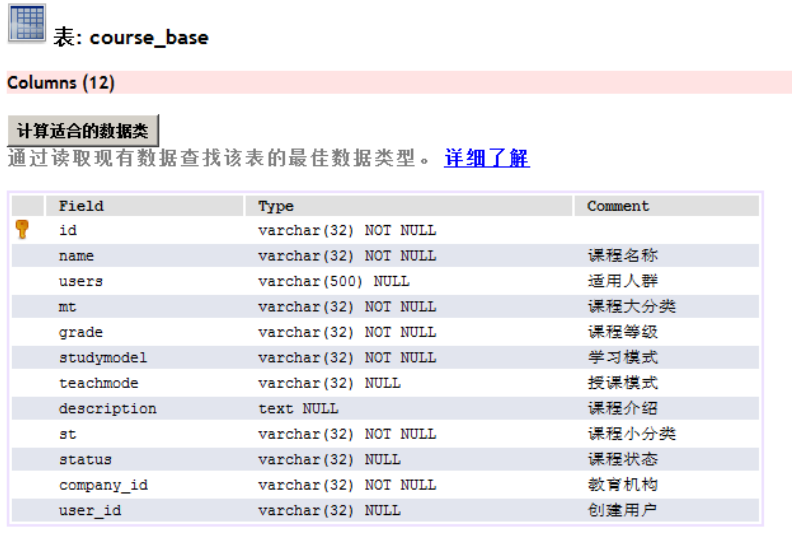 表: course_base
Columns (12)
计算适合的数据类
通过读取现有数据查找该表的最佳数据类型。 详细了解
Field Type Comment
id varchar(32) NOT NULL
name varchar(32) NOT NULL 课程名称
users varchar(500) NULL 适用人群
mt varchar(32) NOT NULL 课程大分类
grade varchar(32) NOT NULL 课程等级
studymodel varchar(32) NOT NULL 学习模式
teachmode varchar(32) NULL 授课模式
description text NULL 课程介绍
st varchar(32) NOT NULL 课程小分类
status varchar(32) NULL 课程状态
company_id varchar(32) NOT NULL 教育机构
user_id varchar(32) NULL 创建用户